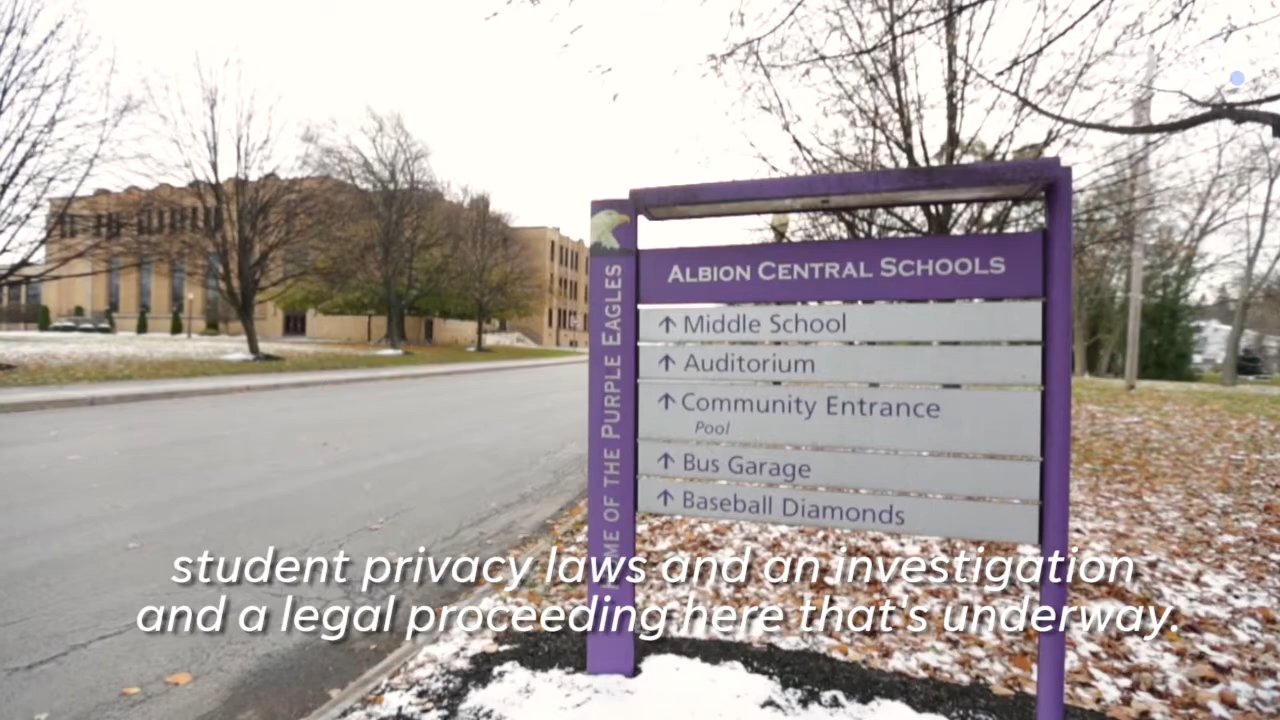 ALBION CENTRAL SCHOOLS
↑ Middle School
↑ Auditorium
↑ Community Entrance
Pool
↑ Bus Garage
↑ Baseball Diamonds
OF THE PURPLE EAGLES
student privacy laws and an investigation
and a legal proceeding here that's underway.